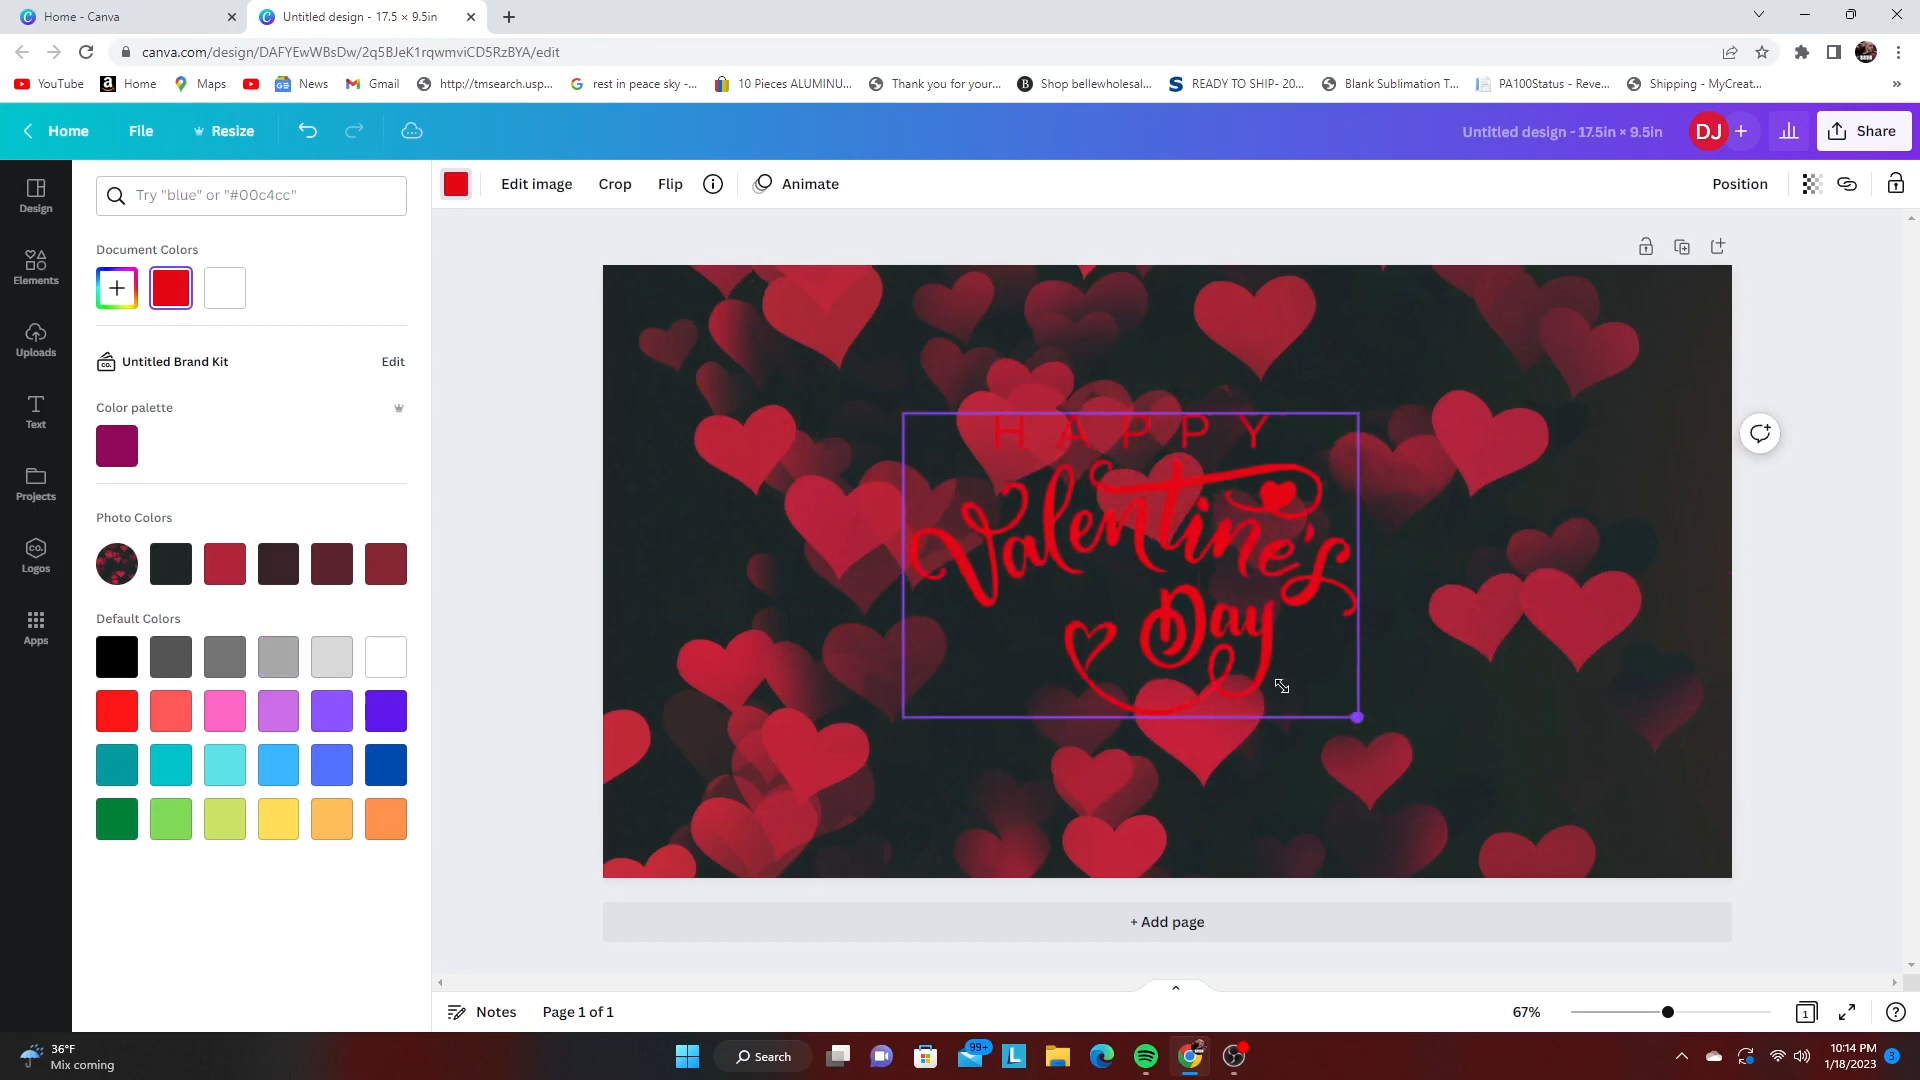 Home - Canva
Untitled design - 17.5 × 9.5in
canva.com/design/DAFYEwWBsDw/2q5BJeK1rqwmviCD5RzBYA/edit
YouTube
Home
Maps
News
Gmail
http://tmsearch.usp...
rest in peace sky -...
10 Pieces ALUMINU...
Thank you for your...
Shop bellewholesal...
READY TO SHIP- 20...
Blank Sublimation T...
PA100Status - Reve...
Shipping - MyCreat...
Home
File
Resize
Untitled design - 17.5in × 9.5in
DJ
Share
Design
Elements
Uploads
Text
Projects
Logos
Apps
Try "blue" or "#00c4cc"
Document Colors
Untitled Brand Kit
Edit
Color palette
Photo Colors
Default Colors
Edit image
Crop
Flip
Animate
Position
HAPPY
Valentine's
Day
+ Add page
Notes
Page 1 of 1
67%
1
36°F
Mix coming
Search
99+
10:14 PM
1/18/2023
3